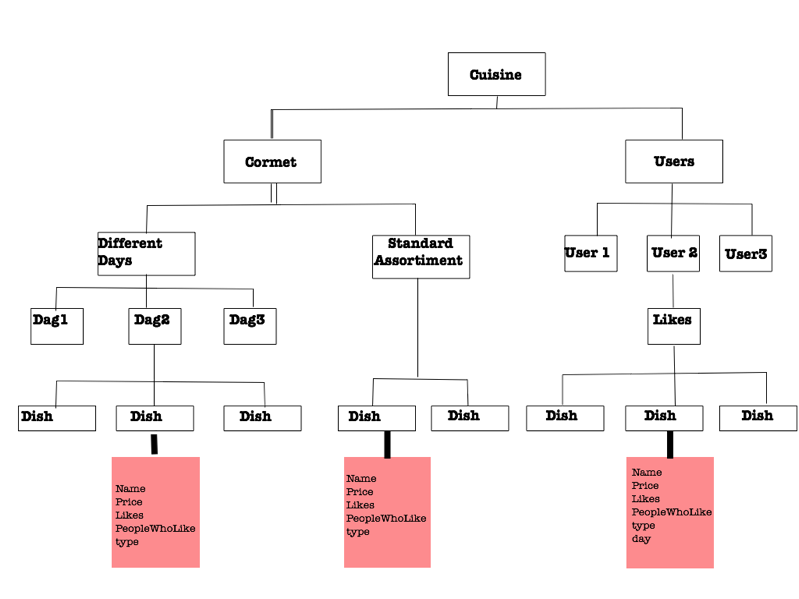 Cuisine
Cormet
Users
Different
Days
Standard
Assortiment
User 1
User 2
User3
Dag1
Dag2
Dag3
Likes
Dish
Dish
Dish
Dish
Dish
Dish
Dish
Dish
Name
Price
Likes
PeopleWhoLike
type
Name
Price
Likes
PeopleWhoLike
type
Name
Price
Likes
PeopleWhoLike
type
day